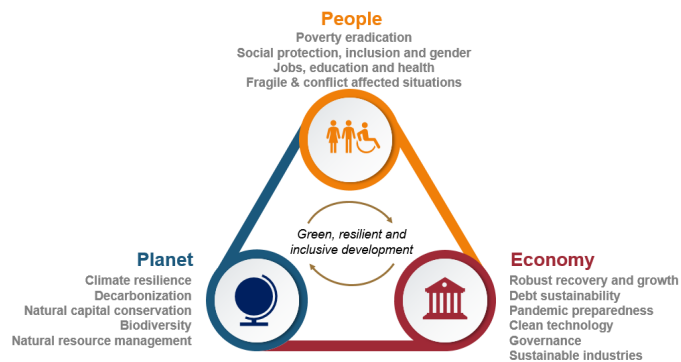 People
Poverty eradication
Social protection, inclusion and gender
Jobs, education and health
Fragile & conflict affected situations
Green, resilient and
inclusive development
Planet
Climate resilience
Decarbonization
Natural capital conservation
Biodiversity
Natural resource management
Economy
Robust recovery and growth
Debt sustainability
Pandemic preparedness
Clean technology
Governance
Sustainable industries